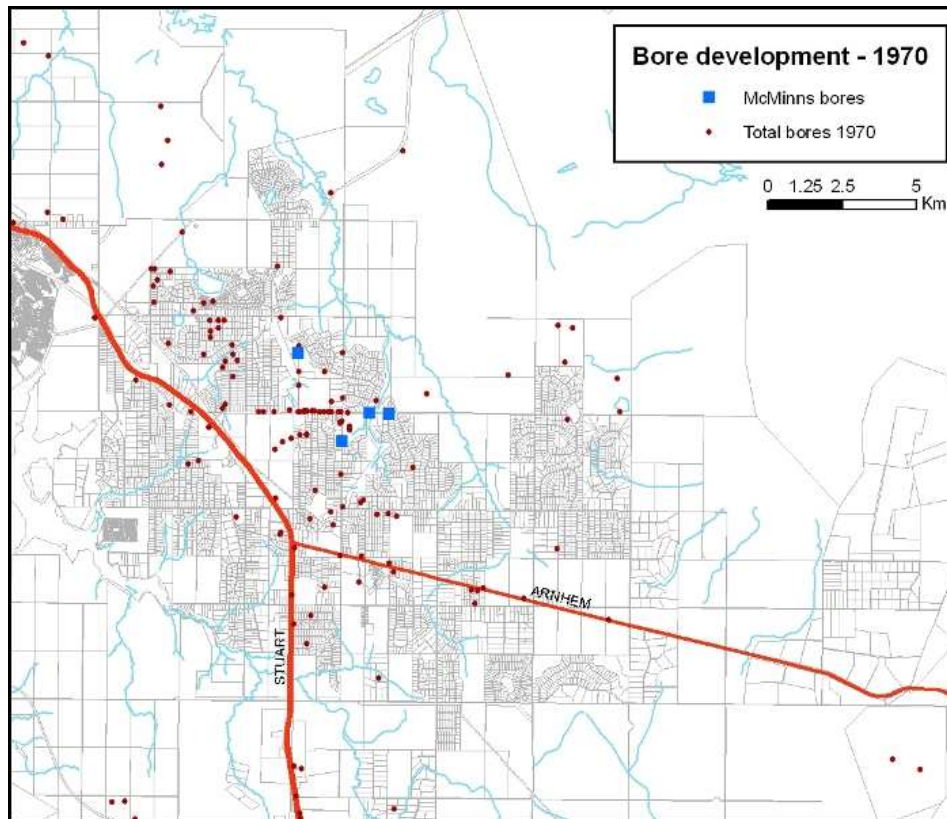 Bore development - 1970
McMinns bores
Total bores 1970
0 1.25 2.5 5
Km
ARNHEM
STUART